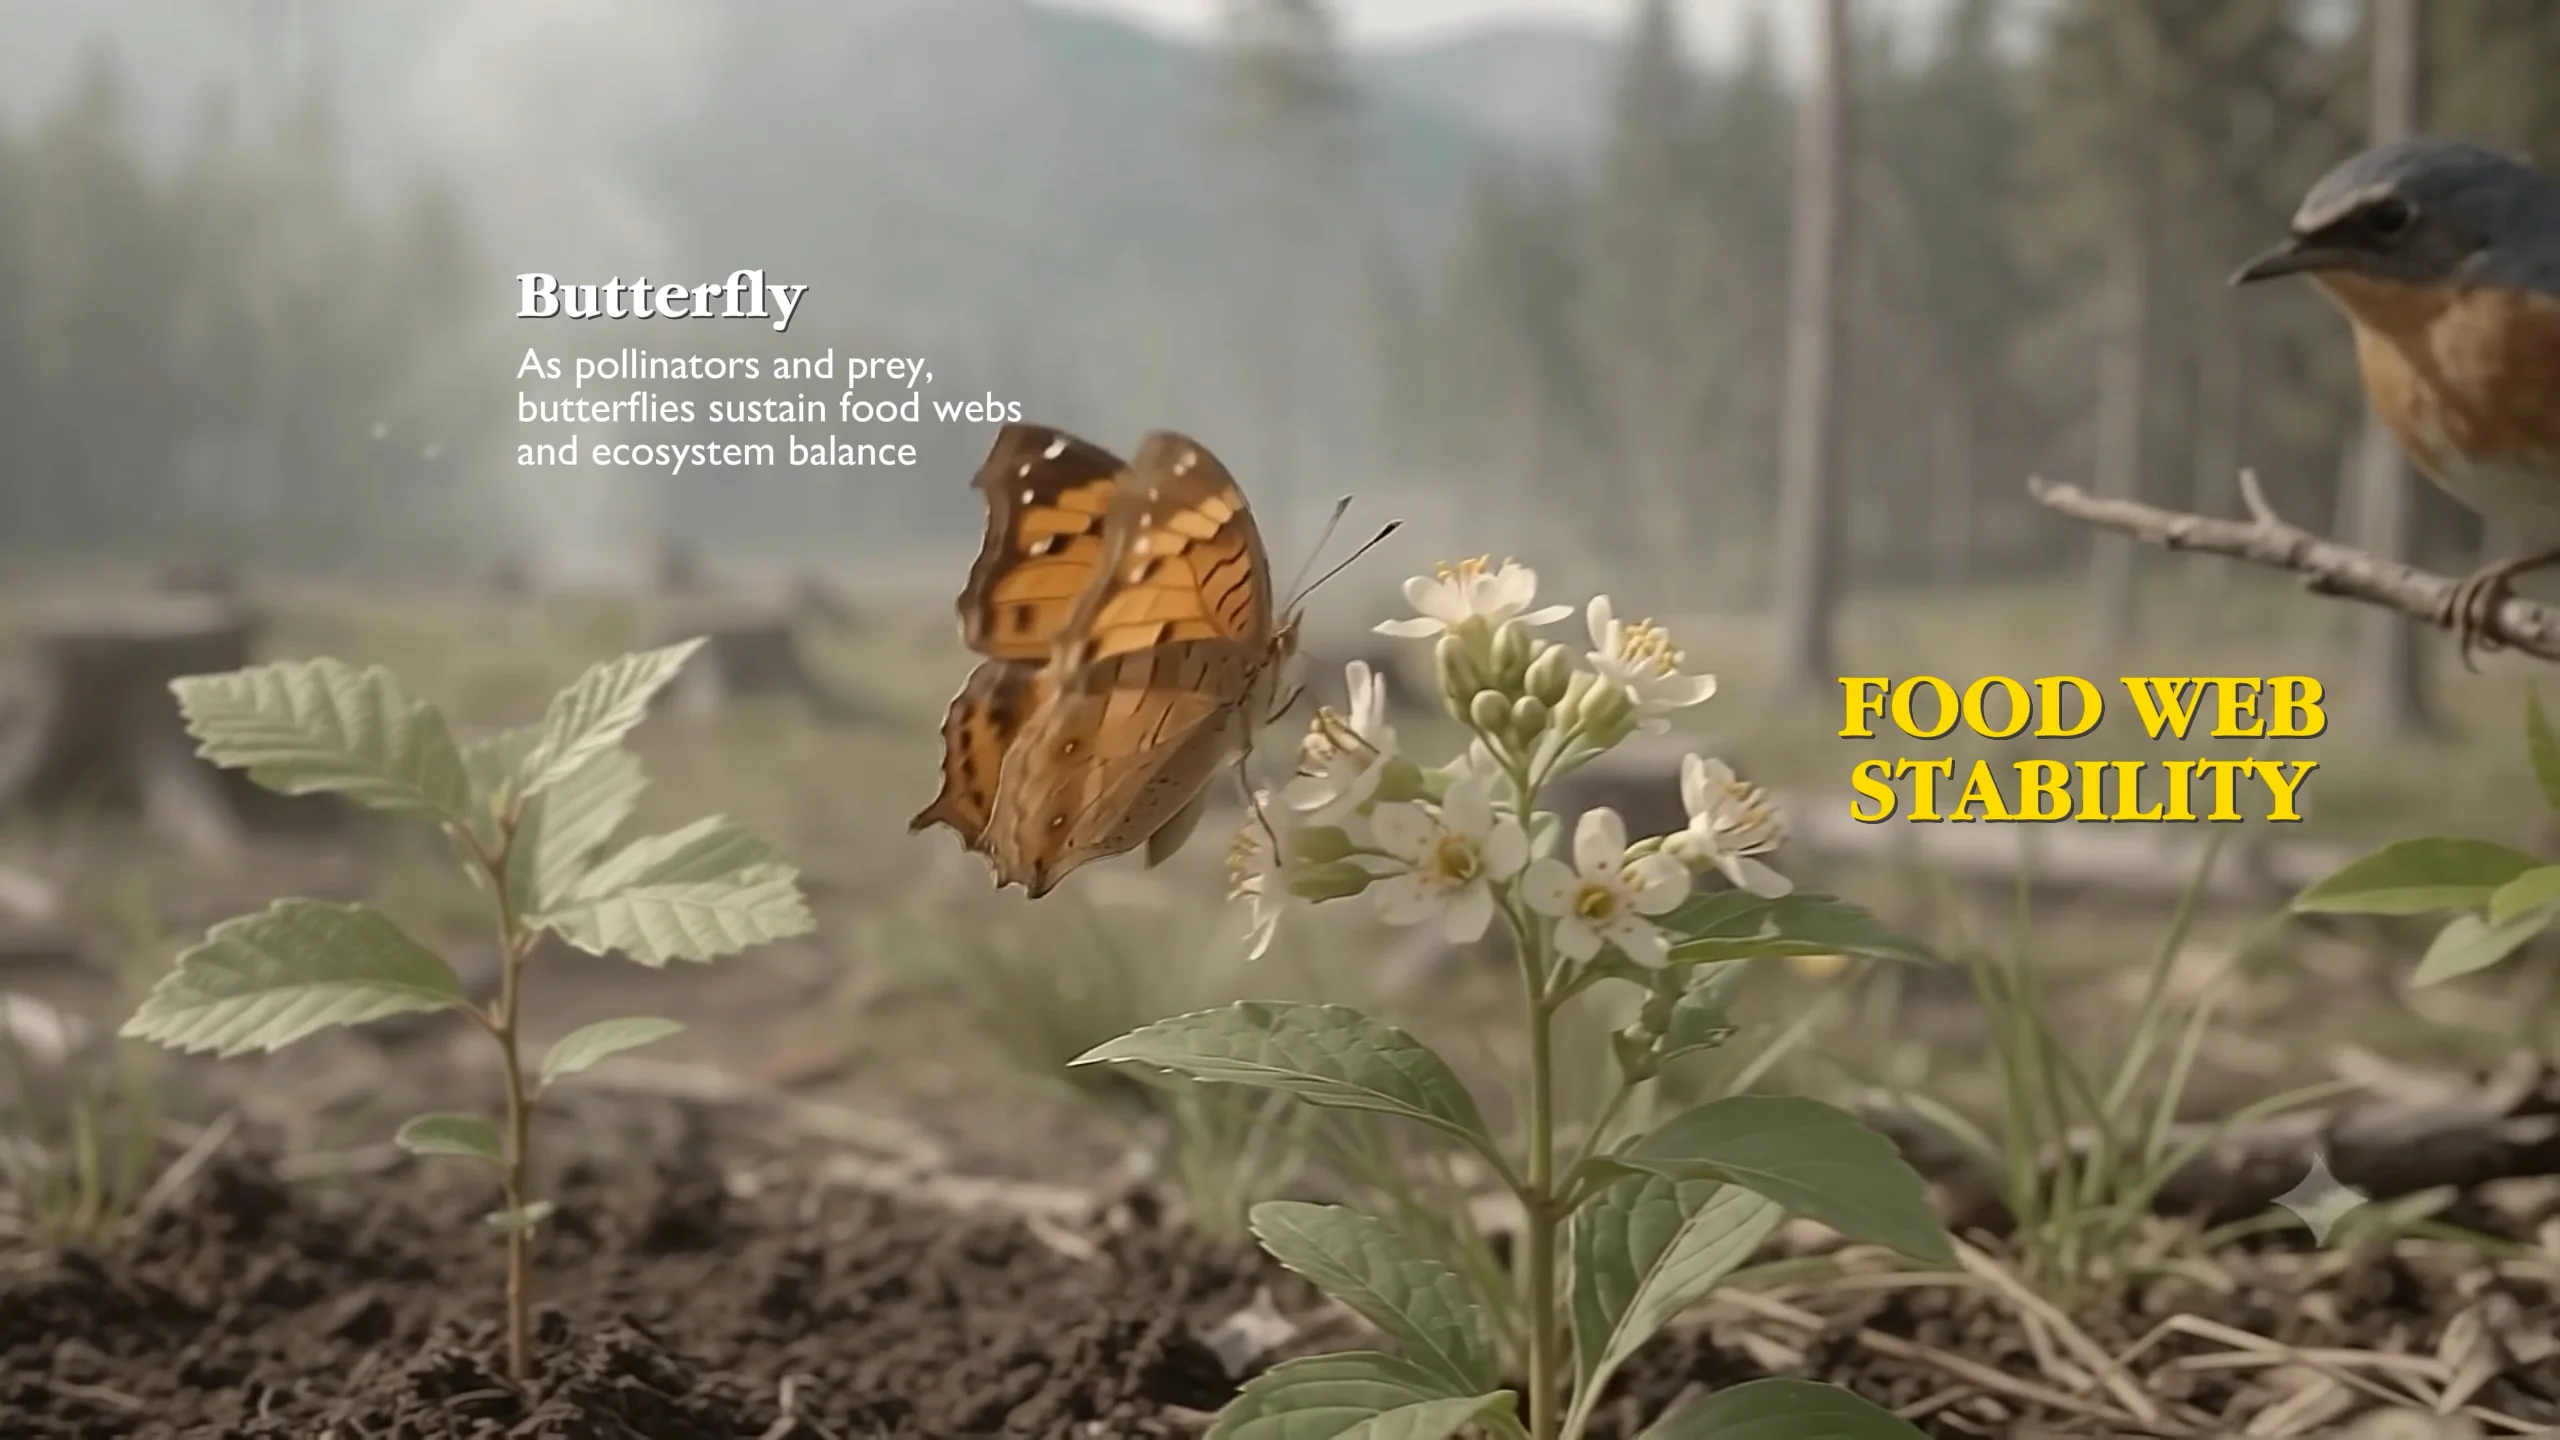 Butterfly
As pollinators and prey,
butterflies sustain food webs
and ecosystem balance
FOOD WEB
STABILITY